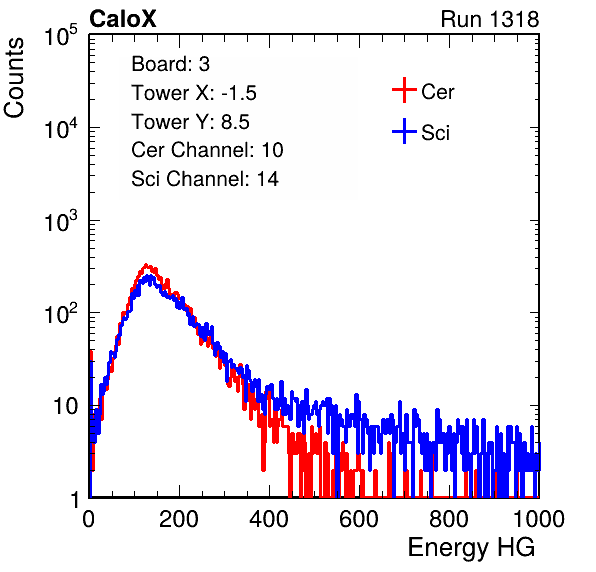 CaloX Run 1318
Counts
Board: 3
Tower X: -1.5
Tower Y: 8.5
Cer Channel: 10
Sci Channel: 14
Cer
Sci
10^5
10^4
10^3
10^2
10
1
0 200 400 600 800 1000
Energy HG